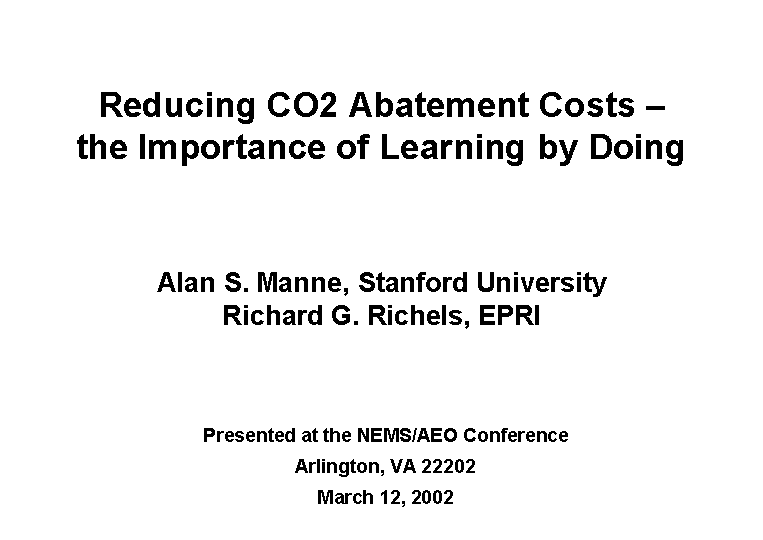 Reducing CO2 Abatement Costs –
the Importance of Learning by Doing
Alan S. Manne, Stanford University
Richard G. Richels, EPRI
Presented at the NEMS/AEO Conference
Arlington, VA 22202
March 12, 2002